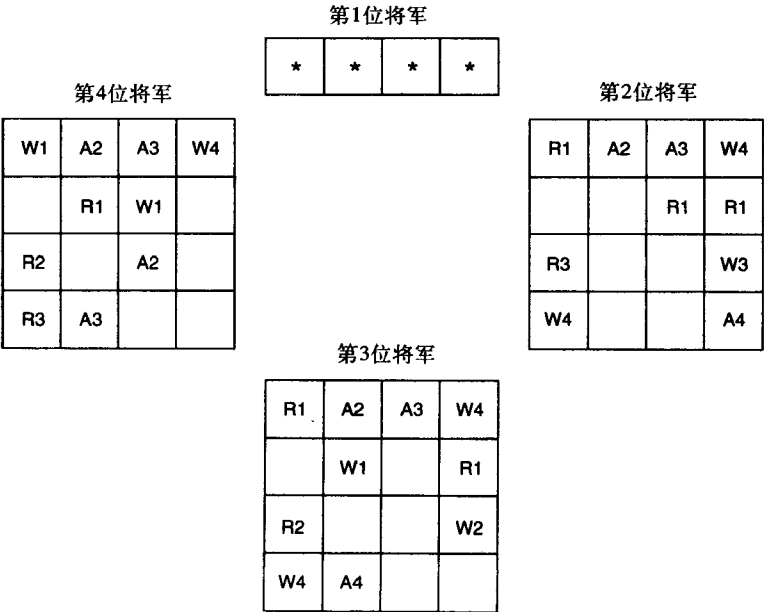 第1位将军
* * * *
第4位将军
W1 A2 A3 W4
R1 W1
R2 A2
R3 A3
第2位将军
R1 A2 A3 W4
R1 R1
R3 W3
W4 A4
第3位将军
R1 A2 A3 W4
W1 R1
R2 W2
W4 A4